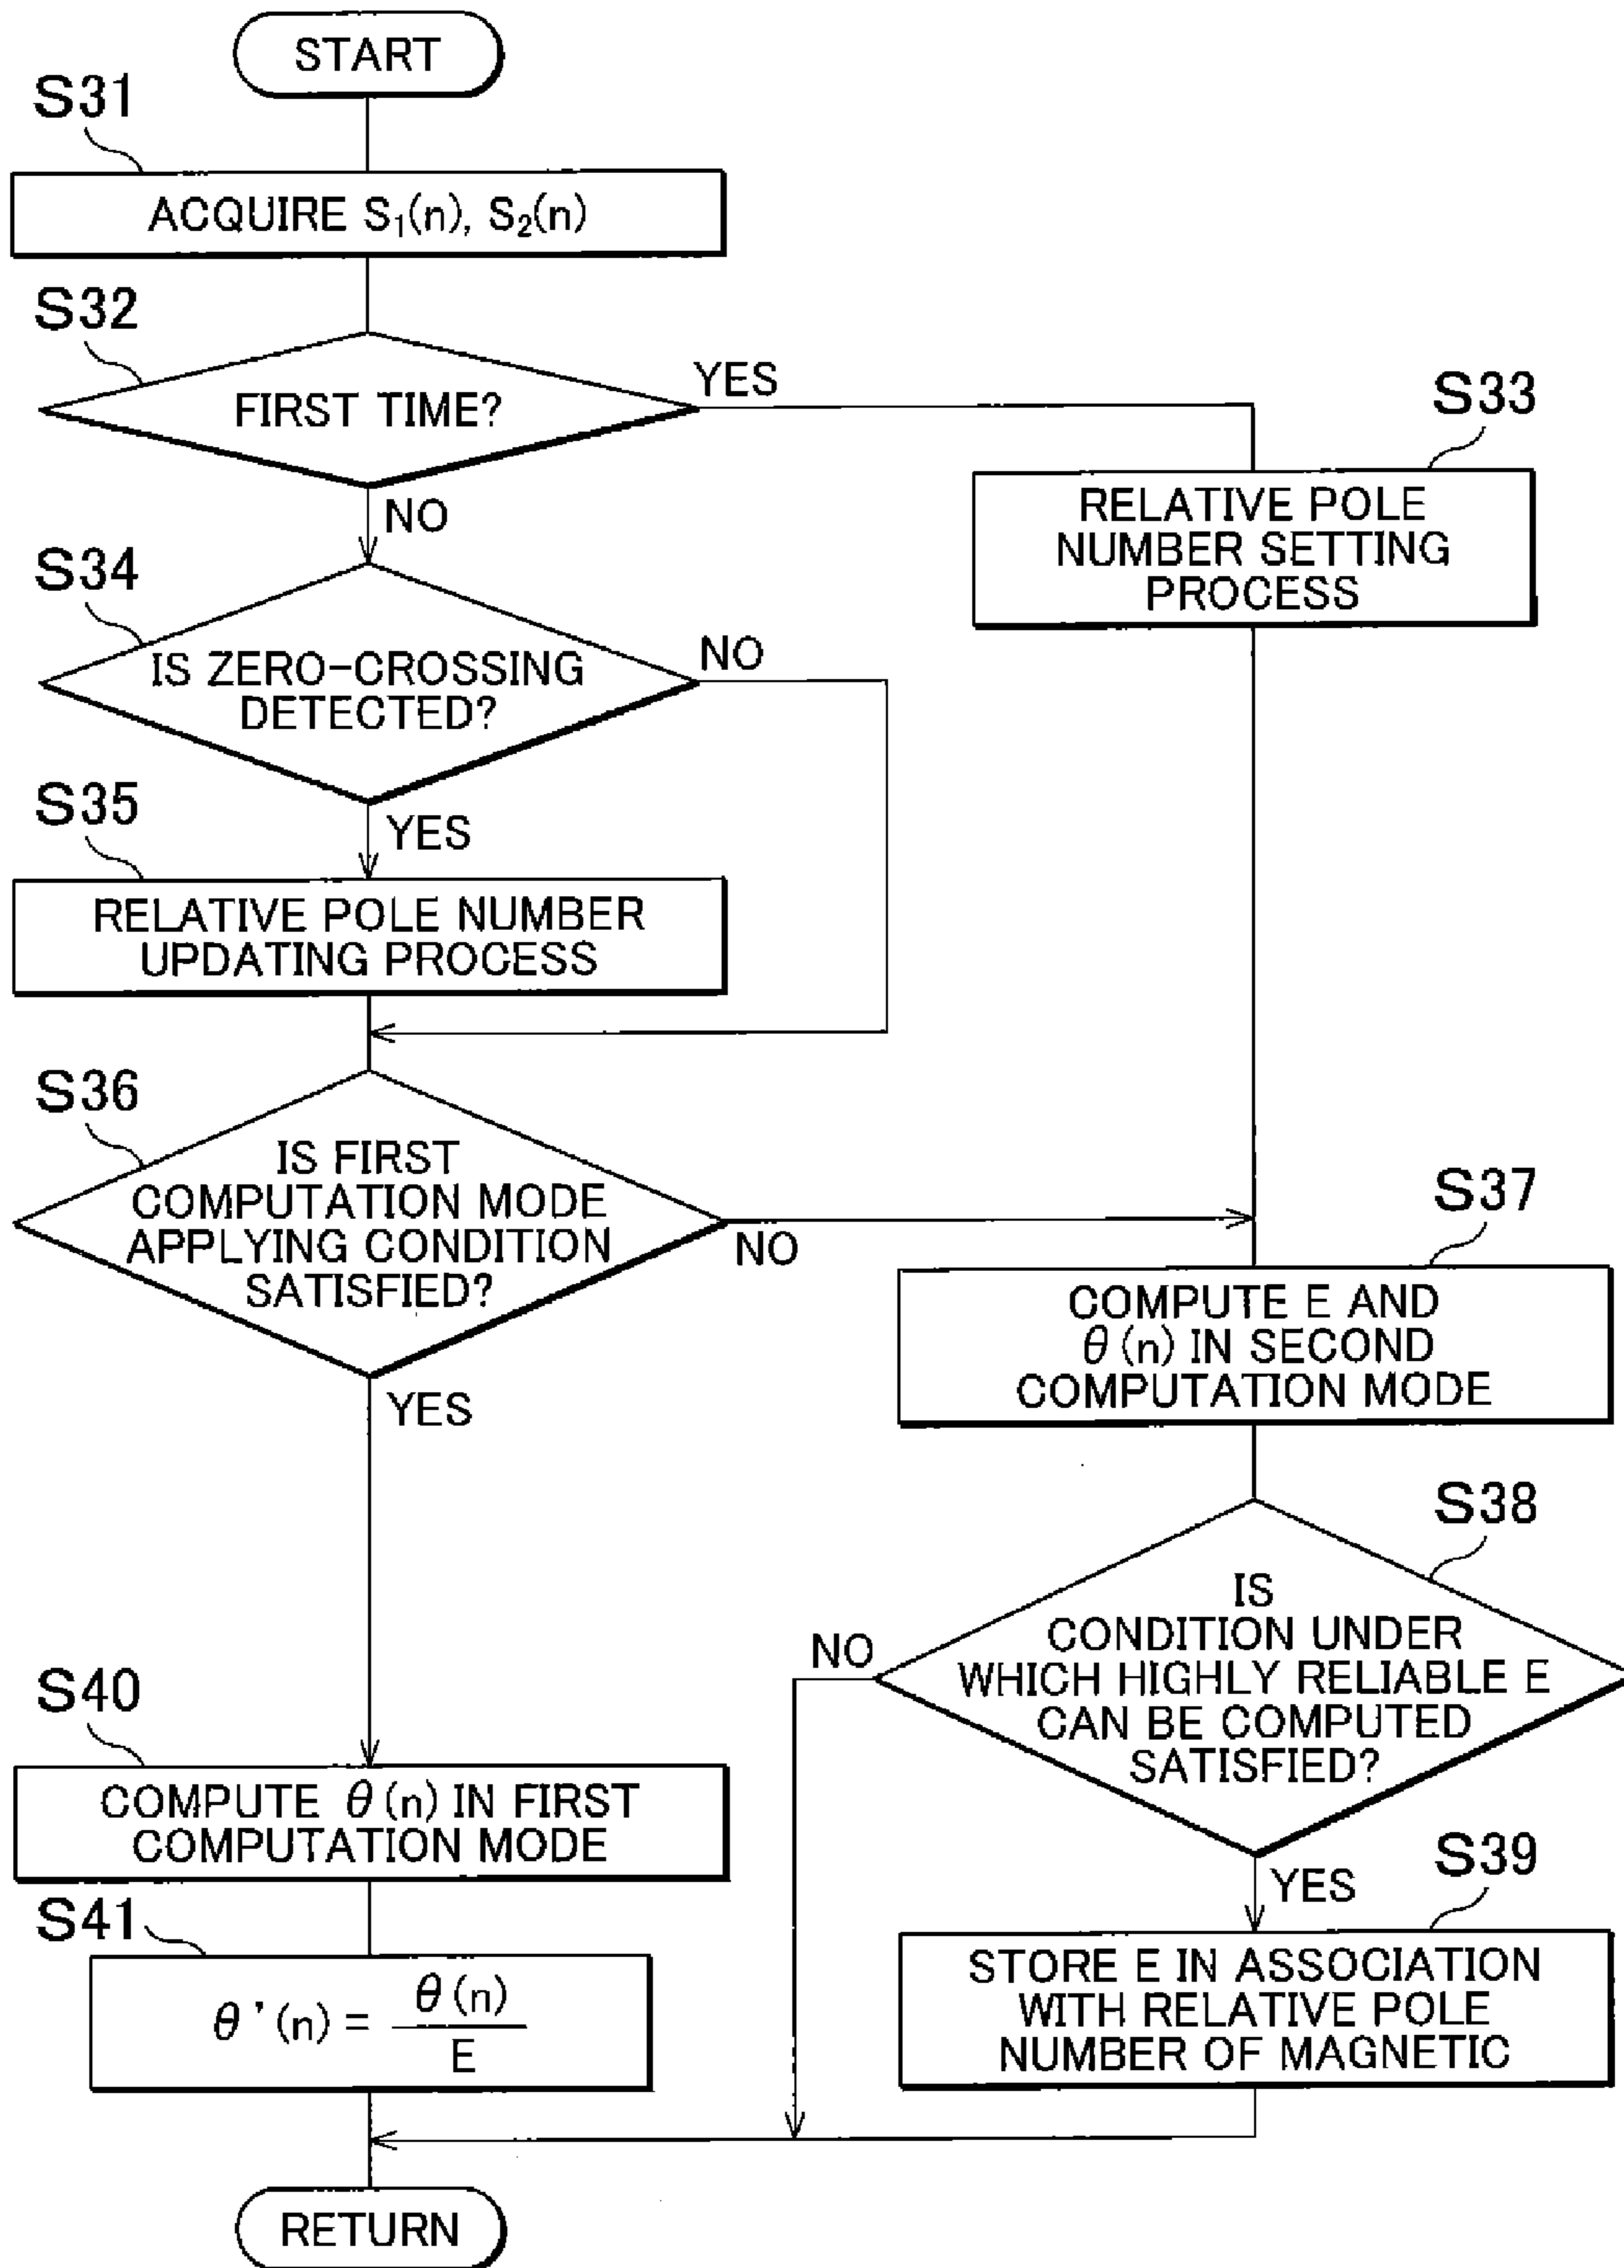 START
S31
ACQUIRE S₁(n), S₂(n)
S32
FIRST TIME?
YES
NO
S33
RELATIVE POLE
NUMBER SETTING
PROCESS
S34
IS ZERO-CROSSING
DETECTED?
NO
YES
S35
RELATIVE POLE NUMBER
UPDATING PROCESS
S36
IS FIRST
COMPUTATION MODE
APPLYING CONDITION
SATISFIED?
NO
YES
S37
COMPUTE E AND
θ(n) IN SECOND
COMPUTATION MODE
S38
IS
CONDITION UNDER
WHICH HIGHLY RELIABLE E
CAN BE COMPUTED
SATISFIED?
NO
YES
S39
STORE E IN ASSOCIATION
WITH RELATIVE POLE
NUMBER OF MAGNETIC
S40
COMPUTE θ(n) IN FIRST
COMPUTATION MODE
S41
θ'(n) = θ(n) / E
RETURN